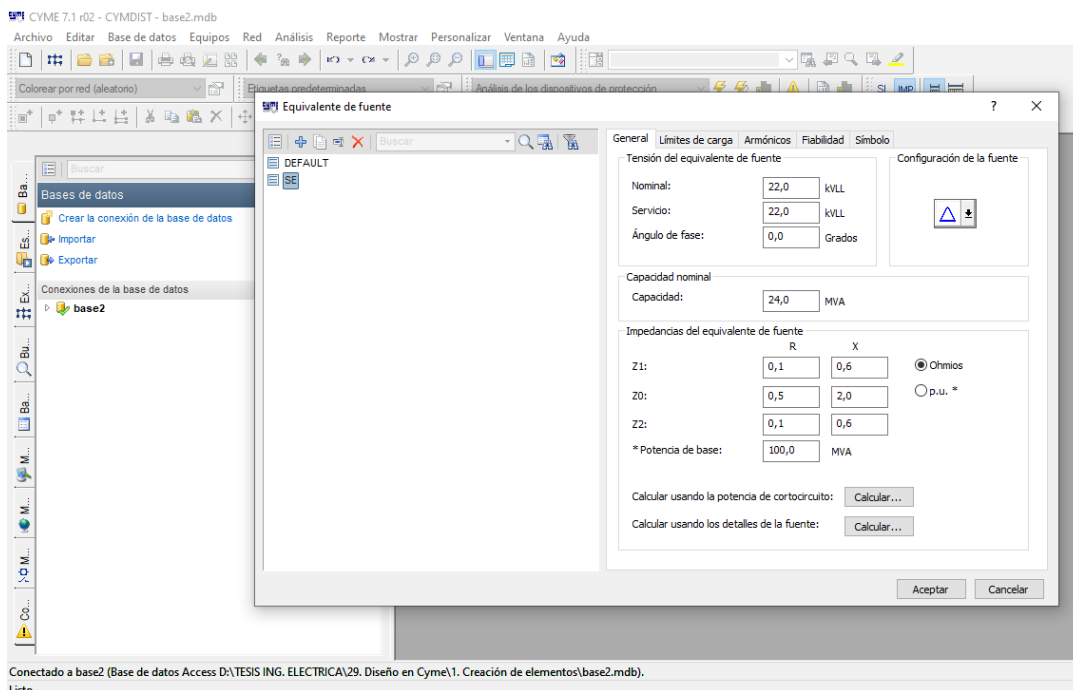 CYME 7.1 r02 - CYMDIST - base2.mdb
Archivo Editar Base de datos Equipos Red Análisis Reporte Mostrar Personalizar Ventana Ayuda
Colorear por red (aleatorio)
Etiquetas predeterminadas
Análisis de los dispositivos de protección
SI IMP
Buscar
Bases de datos
Crear la conexión de la base de datos
Importar
Exportar
Conexiones de la base de datos
base2
Ba...
Es...
Ex...
Bu...
Ba...
M...
M...
M...
Co...
Equivalente de fuente
? X
Buscar
DEFAULT
SE
General Límites de carga Armónicos Fiabilidad Símbolo
Tensión del equivalente de fuente
Nominal: 22,0 kVLL
Servicio: 22,0 kVLL
Ángulo de fase: 0,0 Grados
Configuración de la fuente
Capacidad nominal
Capacidad: 24,0 MVA
Impedancias del equivalente de fuente
R X
Z1: 0,1 0,6
Ohmios
Z0: 0,5 2,0
p.u. *
Z2: 0,1 0,6
* Potencia de base: 100,0 MVA
Calcular usando la potencia de cortocircuito: Calcular...
Calcular usando los detalles de la fuente: Calcular...
Aceptar Cancelar
Conectado a base2 (Base de datos Access D:\TESIS ING. ELECTRICA\29. Diseño en Cyme\1. Creación de elementos\base2.mdb).